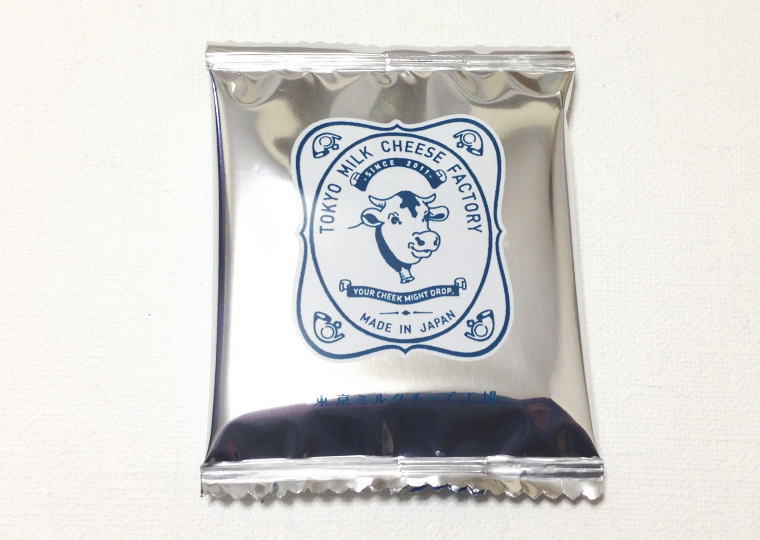 TOKYO MILK CHEESE FACTORY
-SINCE 2011-
YOUR CHEEK MIGHT DROP.
MADE IN JAPAN
東京ミルクチーズ工場